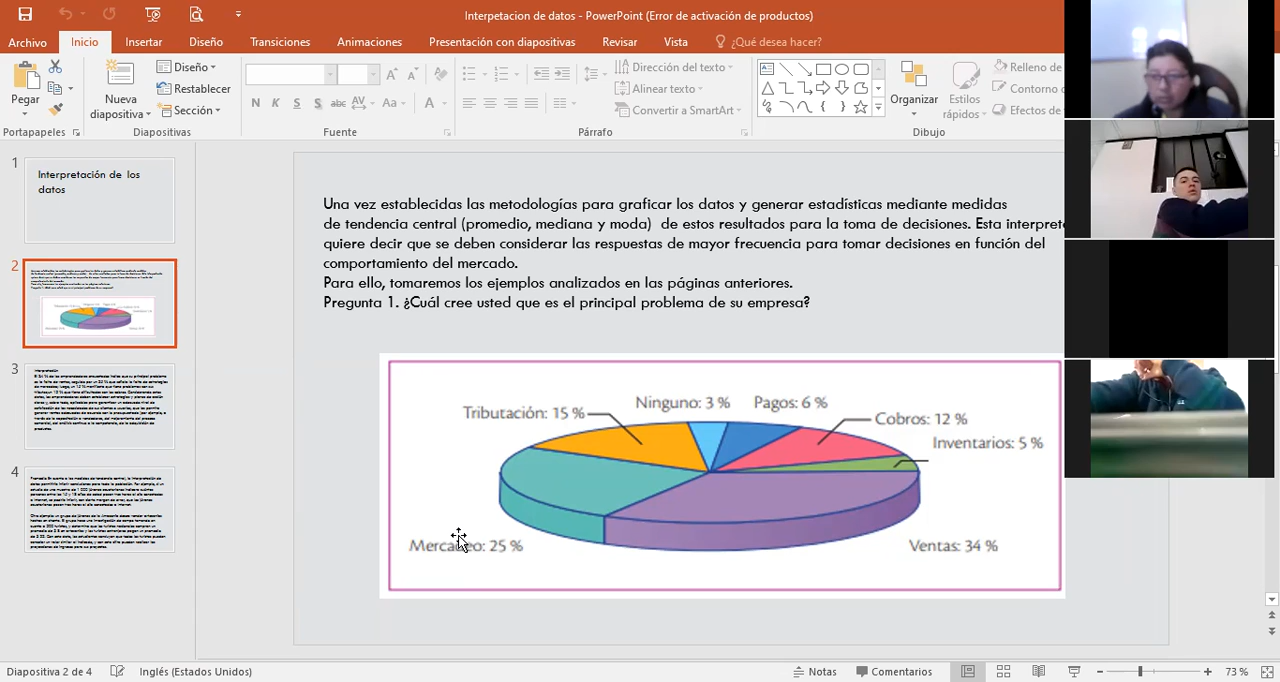 Interpetacion de datos - PowerPoint (Error de activación de productos)
Archivo Inicio Insertar Diseño Transiciones Animaciones Presentación con diapositivas Revisar Vista ¿Qué desea hacer?
Pegar
Portapapeles
Nueva diapositiva
Diseño
Restablecer
Sección
Diapositivas
N K S S abc AV Aa A
Fuente
Dirección del texto
Alinear texto
Convertir a SmartArt
Párrafo
Organizar
Estilos rápidos
Relleno de
Contorno
Efectos de
Dibujo
1
Interpretación de los
datos
2
3
4
Una vez establecidas las metodologías para graficar los datos y generar estadísticas mediante medidas
de tendencia central (promedio, mediana y moda) de estos resultados para la toma de decisiones. Esta interpret
quiere decir que se deben considerar las respuestas de mayor frecuencia para tomar decisiones en función del
comportamiento del mercado.
Para ello, tomaremos los ejemplos analizados en las páginas anteriores.
Pregunta 1. ¿Cuál cree usted que es el principal problema de su empresa?
Tributación: 15 %
Ninguno: 3 %
Pagos: 6 %
Cobros: 12 %
Inventarios: 5 %
Mercadeo: 25 %
Ventas: 34 %
Diapositiva 2 de 4 Inglés (Estados Unidos) Notas Comentarios 73 %